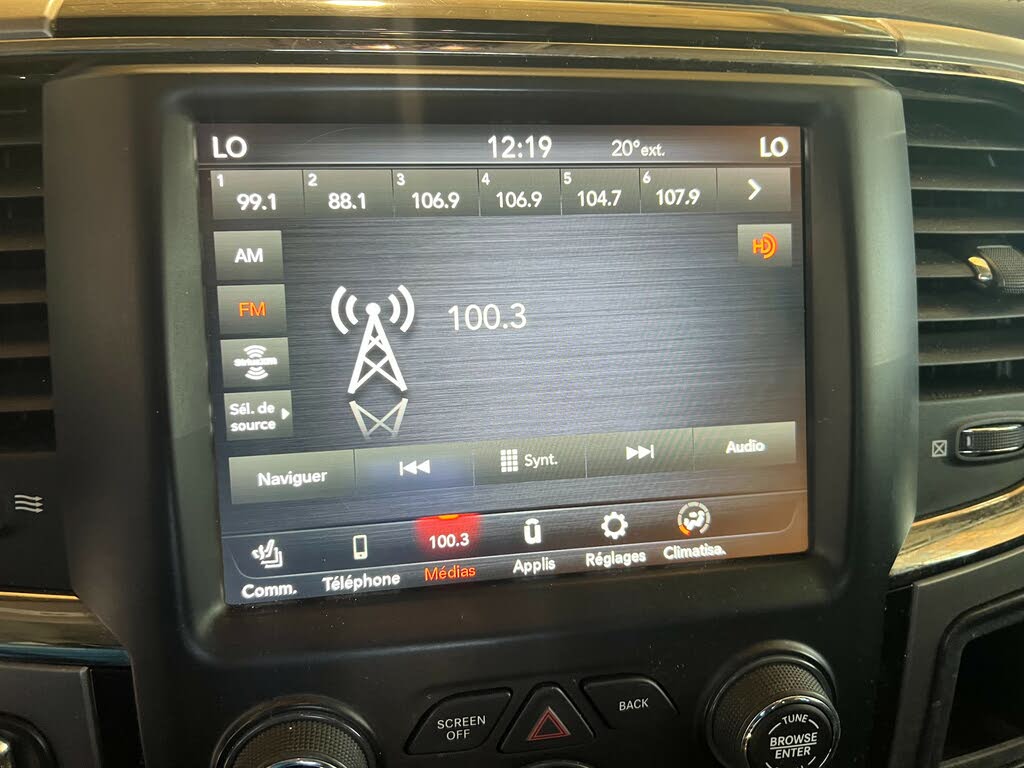 LO 12:19 20° ext. LO
1 2 3 4 5 6
99.1 88.1 106.9 106.9 104.7 107.9
AM
HD
FM
100.3
SiriusXM
Sél. de
source
Naviguer Synt. Audio
100.3
Comm. Téléphone Médias Applis Réglages Climatisa.
SCREEN
OFF
BACK
TUNE
BROWSE
ENTER